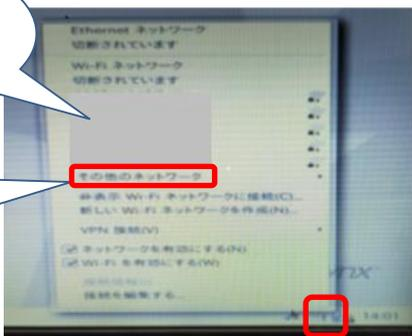 Ethernet ネットワーク
切断されています
Wi-Fi ネットワーク
切断されています
その他のネットワーク
非表示 Wi-Fi ネットワークに接続(C)...
新しい Wi-Fi ネットワークを作成(N)...
VPN 接続(V)
ネットワークを有効にする(N)
Wi-Fi を有効にする(W)
接続情報(I)
接続を編集する...
14:01